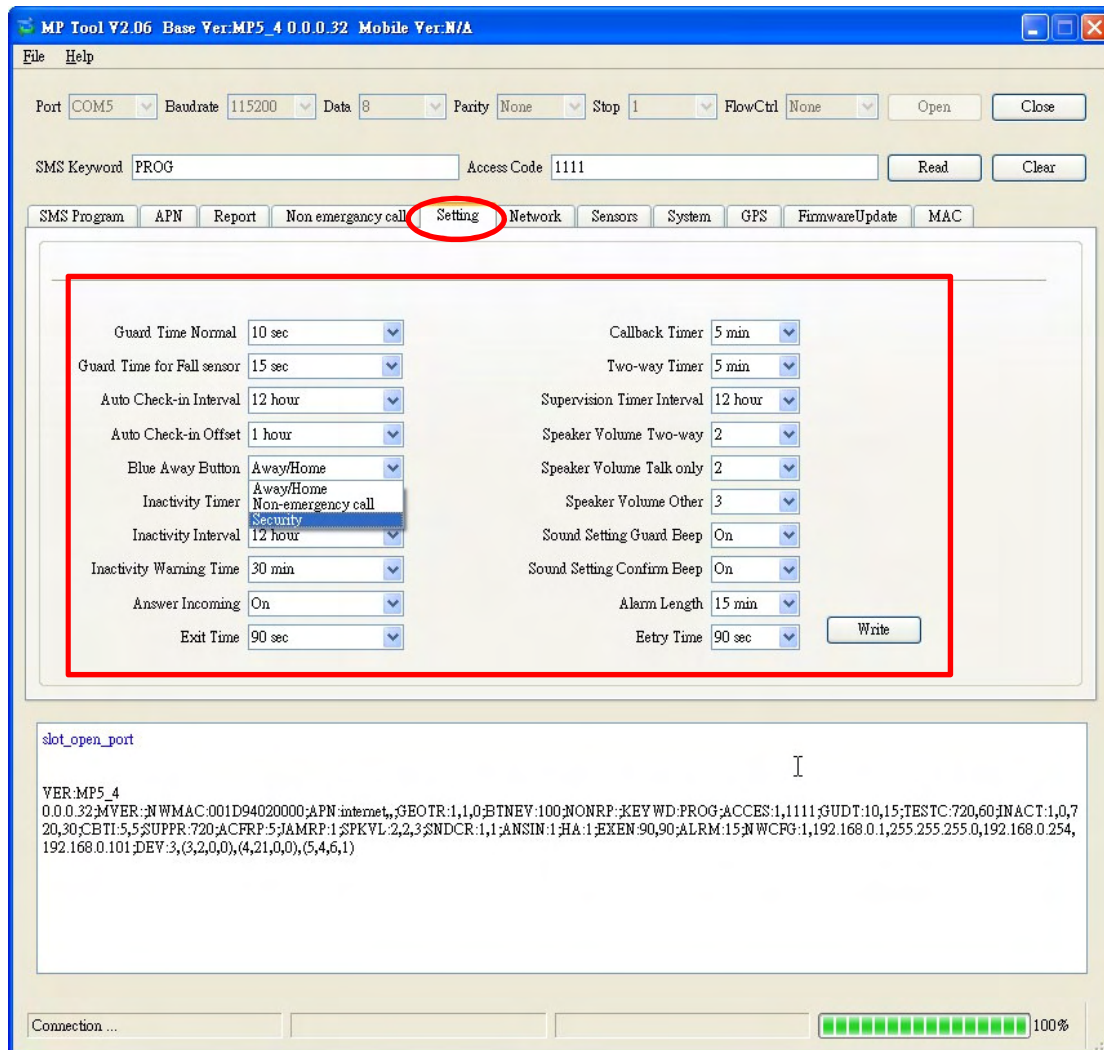 MP Tool V2.06 Base Ver:MP5_4 0.0.0.32 Mobile Ver:N/A
File Help
Port COM5 Baudrate 115200 Data 8 Parity None Stop 1 FlowCtrl None Open Close
SMS Keyword PROG Access Code 1111 Read Clear
SMS Program APN Report Non emergancy call Setting Network Sensors System GPS FirmwareUpdate MAC
Guard Time Normal 10 sec Callback Timer 5 min
Guard Time for Fall sensor 15 sec Two-way Timer 5 min
Auto Check-in Interval 12 hour Supervision Timer Interval 12 hour
Auto Check-in Offset 1 hour Speaker Volume Two-way 2
Blue Away Button Away/Home Speaker Volume Talk only 2
Away/Home
Inactivity Timer Non-emergency call Speaker Volume Other 3
Security
Inactivity Interval 12 hour Sound Setting Guard Beep On
Inactivity Warning Time 30 min Sound Setting Confirm Beep On
Answer Incoming On Alarm Length 15 min
Exit Time 90 sec Eetry Time 90 sec Write
slot_open_port
VER:MP5_4
0.0.0.32;MVER:;NWMAC:001D94020000;APN:internet,,;GEOTR:1,1,0;BTNEV:100;NONRP:;KEYWD:PROG;ACCES:1,1111;GUDT:10,15;TESTC:720,60;INACT:1,0,7
20,30;CBTI:5,5;SUPPR:720;ACFRP:5;JAMRP:1;SPKVL:2,2,3;SNDCR:1,1;ANSIN:1;HA:1;EXEN:90,90;ALRM:15;NWCFG:1,192.168.0.1,255.255.255.0,192.168.0.254,
192.168.0.101;DEV:3,(3,2,0,0),(4,21,0,0),(5,4,6,1)
Connection ... 100%